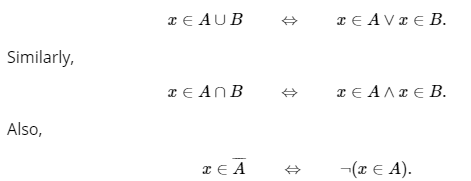 x ∈ A ∪ B ⇔ x ∈ A ∨ x ∈ B.
Similarly,
x ∈ A ∩ B ⇔ x ∈ A ∧ x ∈ B.
Also,
x ∈ A̅ ⇔ ¬(x ∈ A).